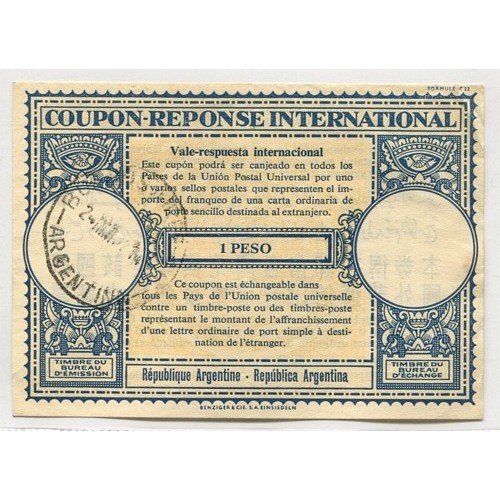 FORMULE C22
COUPON-REPONSE INTERNATIONAL
Vale-respuesta internacional
Este cupón podrá ser canjeado en todos los
Países de la Unión Postal Universal por uno
o varios sellos postales que representen el im-
porte del franqueo de una carta ordinaria de
porte sencillo destinada al extranjero.
1 PESO
Ce coupon est échangeable dans
tous les Pays de l'Union postale universelle
contre un timbre-poste ou des timbres-poste
représentant le montant de l'affranchissement
d'une lettre ordinaire de port simple à desti-
nation de l'étranger.
ARGENTIN
TIMBRE DU
BUREAU
D'ÉMISSION
République Argentine - República Argentina
TIMBRE DU
BUREAU
D'ÉCHANGE
BENZIGER & CIE. S.A. EINSIEDELN